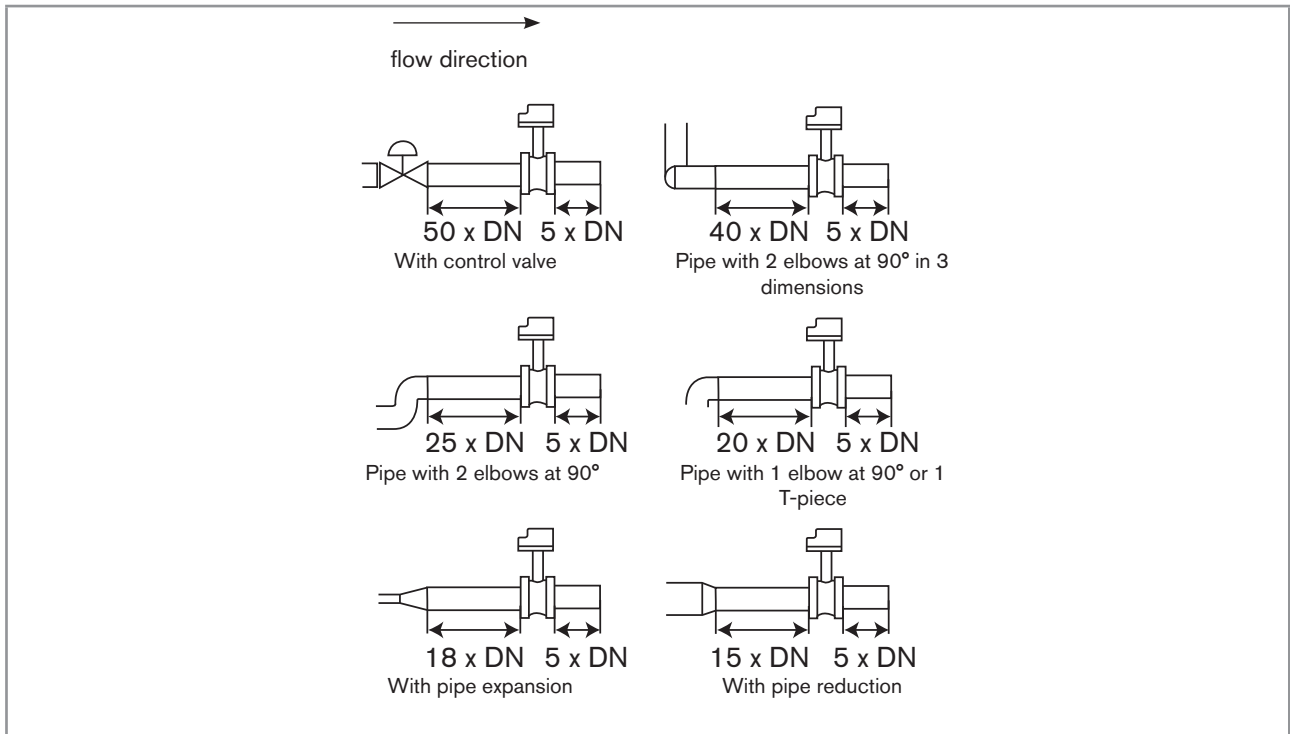 flow direction
50 x DN 5 x DN
With control valve
40 x DN 5 x DN
Pipe with 2 elbows at 90° in 3
dimensions
25 x DN 5 x DN
Pipe with 2 elbows at 90°
20 x DN 5 x DN
Pipe with 1 elbow at 90° or 1
T-piece
18 x DN 5 x DN
With pipe expansion
15 x DN 5 x DN
With pipe reduction